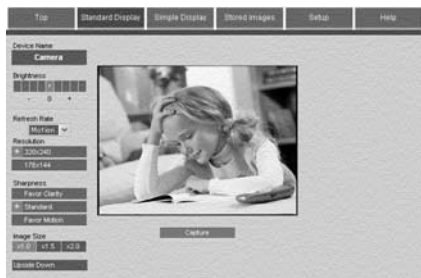 Top Standard Display Simple Display Stored Images Setup Help
Device Name
Camera
Brightness
- 0 +
Refresh Rate
Motion
Resolution
320x240
176x144
Sharpness
Favor Clarity
Standard
Favor Motion
Image Size
x1.0 x1.5 x2.0
Upside Down
Capture